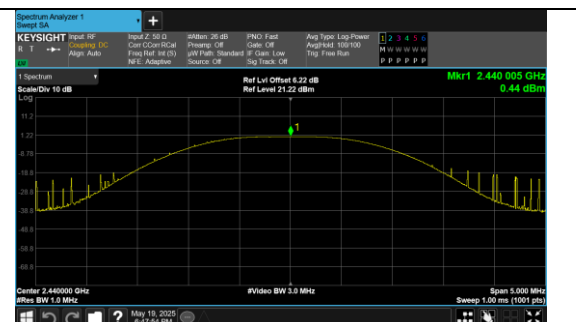 Spectrum Analyzer 1
Swept SA
+
KEYSIGHT
R T
Input: RF
Coupling: DC
Align: Auto
Input Z: 50 Ω
Corr CCorr RCal
Freq Ref: Int (S)
NFE: Adaptive
#Atten: 26 dB
Preamp: Off
µW Path: Standard
Source: Off
PNO: Fast
Gate: Off
IF Gain: Low
Sig Track: Off
Avg Type: Log-Power
Avg|Hold: 100/100
Trig: Free Run
1 2 3 4 5 6
M W W W W W
P P P P P P
1 Spectrum
Scale/Div 10 dB
Ref Lvl Offset 6.22 dB
Ref Level 21.22 dBm
Mkr1 2.440 005 GHz
0.44 dBm
Log
11.2
1.22
-8.78
-18.8
-28.8
-38.8
-48.8
-58.8
-68.8
1
Center 2.440000 GHz
#Res BW 1.0 MHz
#Video BW 3.0 MHz
Span 5.000 MHz
Sweep 1.00 ms (1001 pts)
?
May 19, 2025
6:47:54 PM